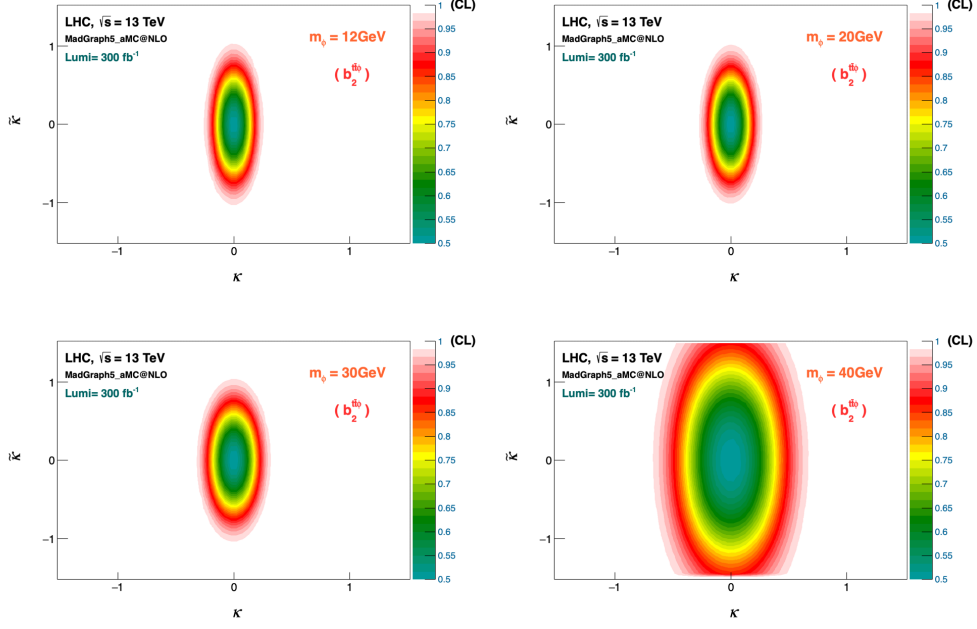 (CL)
LHC, √s = 13 TeV
MadGraph5_aMC@NLO
Lumi= 300 fb⁻¹
m_ϕ = 12GeV
( b₂^{tt̄ϕ} )
1
0
−1
κ̃
−1 0 1
κ
1
0.95
0.9
0.85
0.8
0.75
0.7
0.65
0.6
0.55
0.5
(CL)
LHC, √s = 13 TeV
MadGraph5_aMC@NLO
Lumi= 300 fb⁻¹
m_ϕ = 20GeV
( b₂^{tt̄ϕ} )
1
0
−1
κ̃
−1 0 1
κ
1
0.95
0.9
0.85
0.8
0.75
0.7
0.65
0.6
0.55
0.5
(CL)
LHC, √s = 13 TeV
MadGraph5_aMC@NLO
Lumi= 300 fb⁻¹
m_ϕ = 30GeV
( b₂^{tt̄ϕ} )
1
0
−1
κ̃
−1 0 1
κ
1
0.95
0.9
0.85
0.8
0.75
0.7
0.65
0.6
0.55
0.5
(CL)
LHC, √s = 13 TeV
MadGraph5_aMC@NLO
Lumi= 300 fb⁻¹
m_ϕ = 40GeV
( b₂^{tt̄ϕ} )
1
0
−1
κ̃
−1 0 1
κ
1
0.95
0.9
0.85
0.8
0.75
0.7
0.65
0.6
0.55
0.5